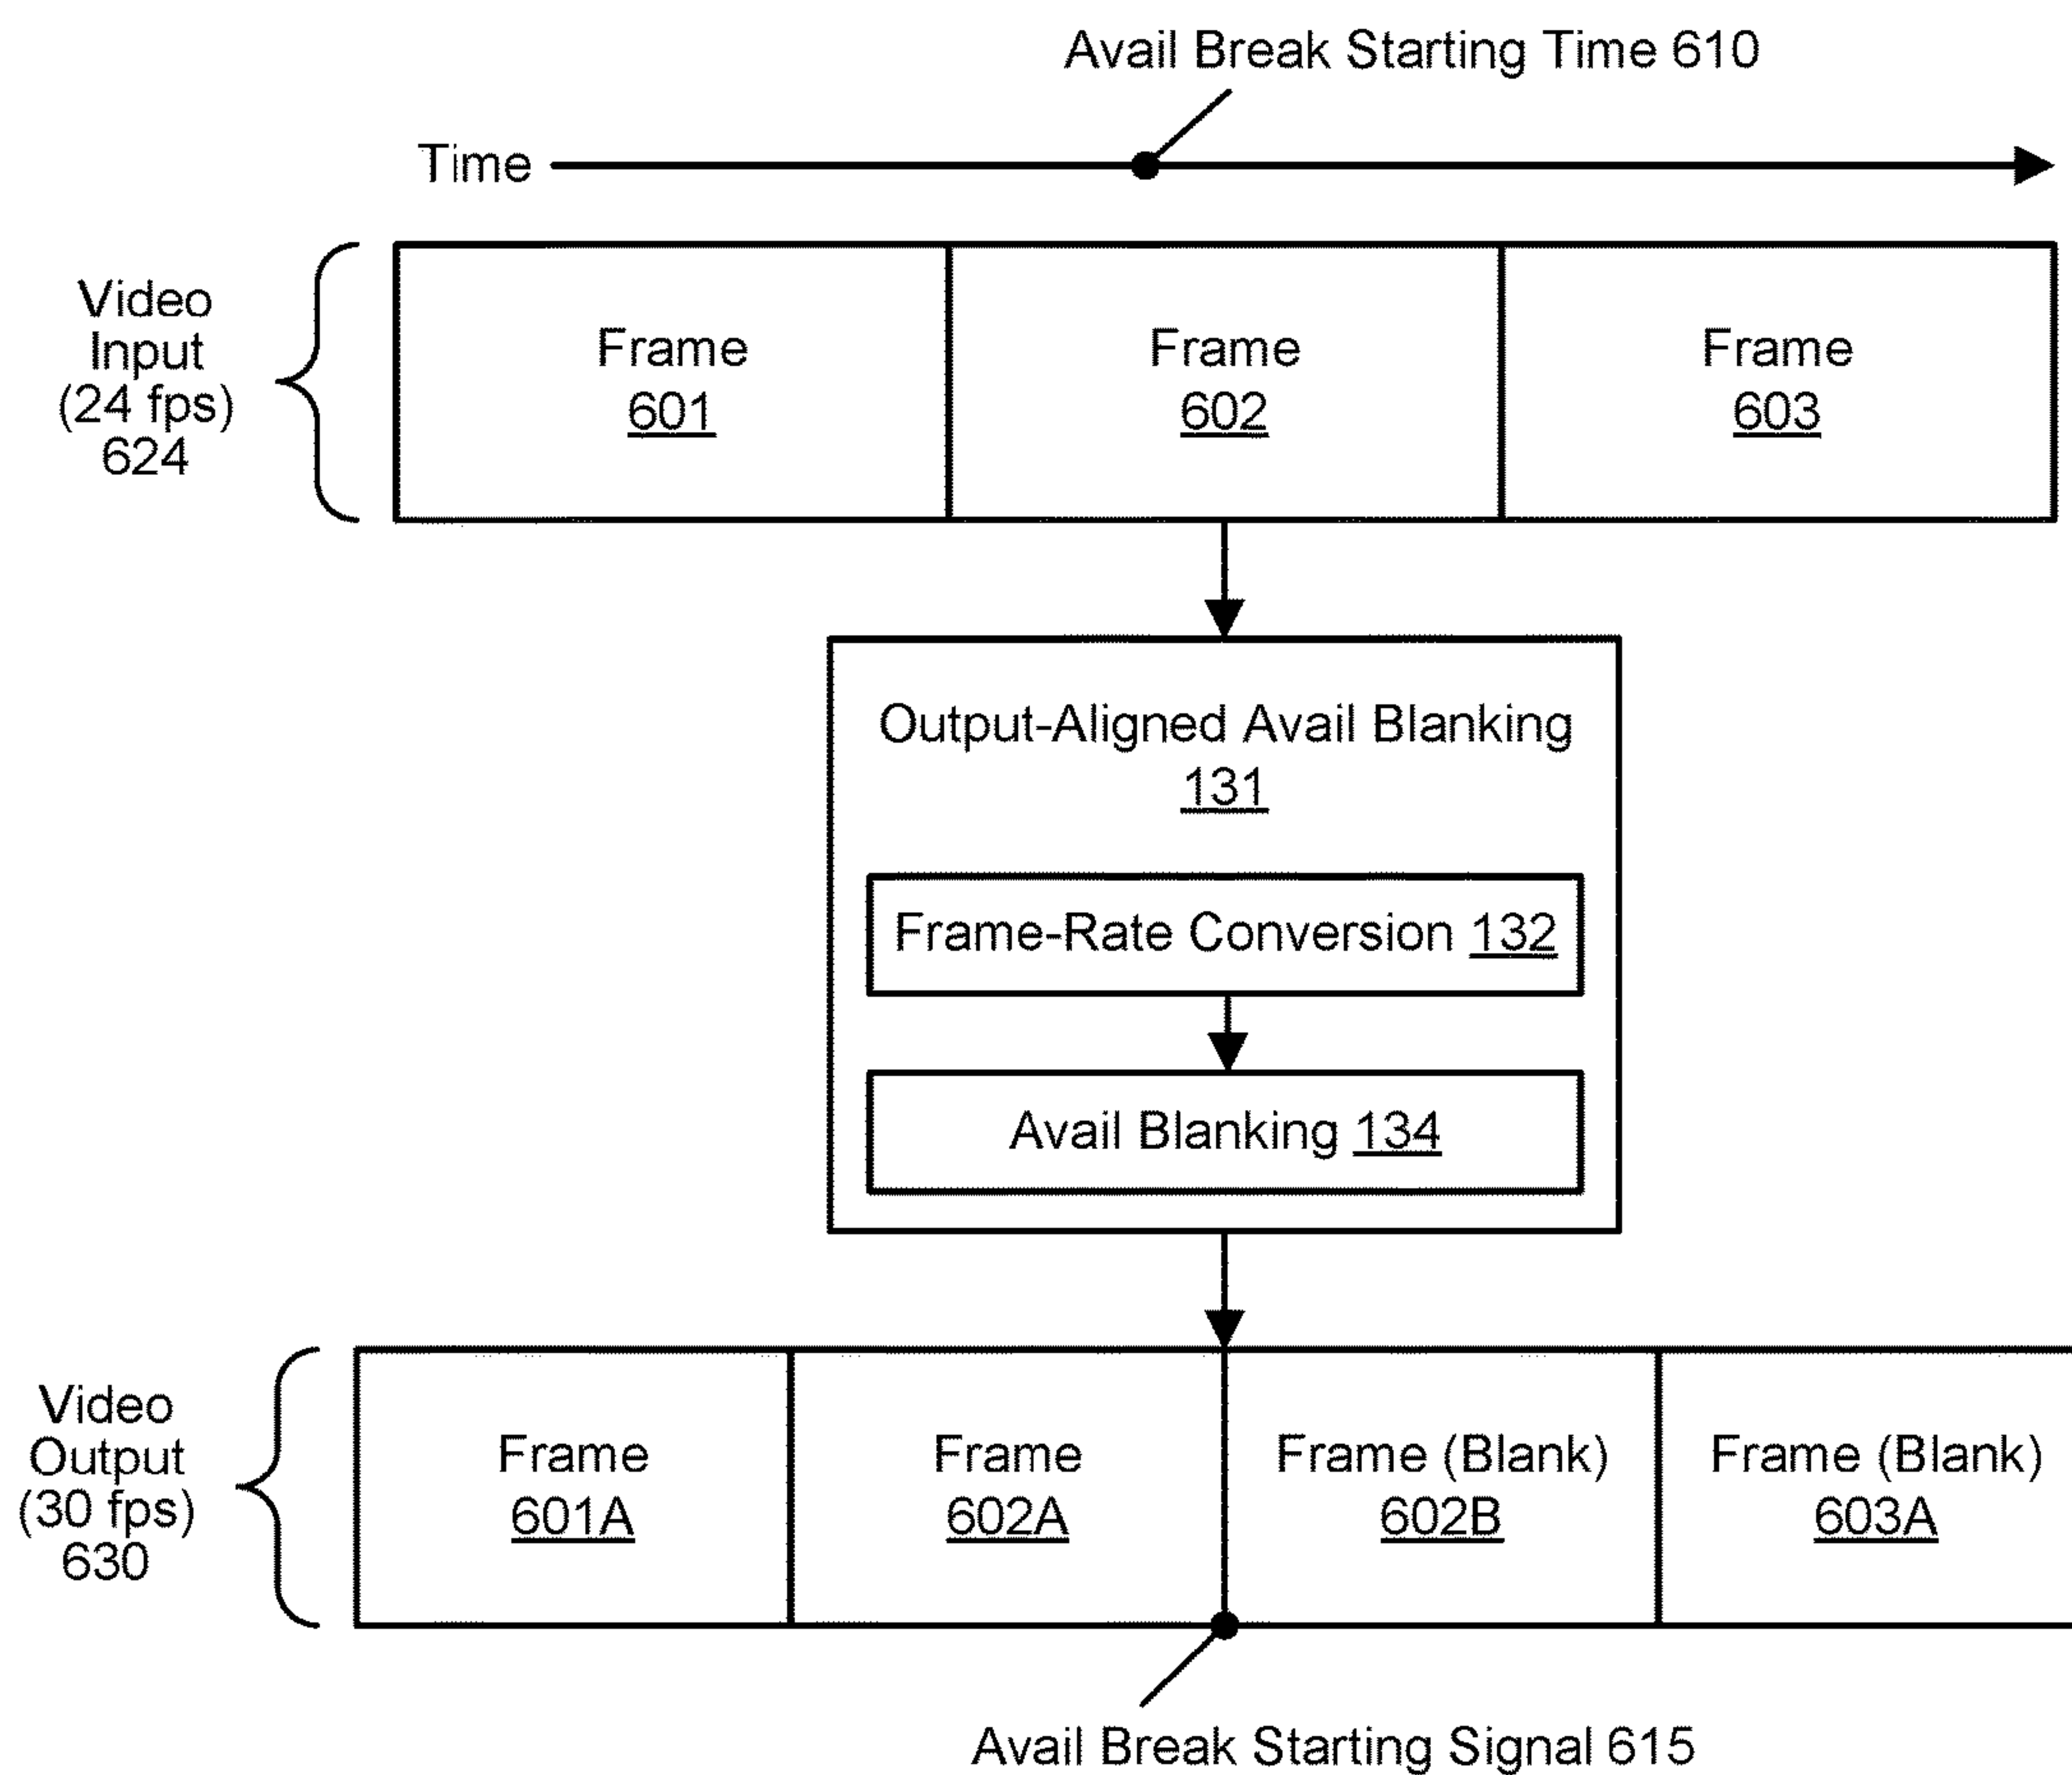 Avail Break Starting Time 610
Time
Video
Input
(24 fps)
624
Frame
601
Frame
602
Frame
603
Output-Aligned Avail Blanking
131
Frame-Rate Conversion 132
Avail Blanking 134
Video
Output
(30 fps)
630
Frame
601A
Frame
602A
Frame (Blank)
602B
Frame (Blank)
603A
Avail Break Starting Signal 615